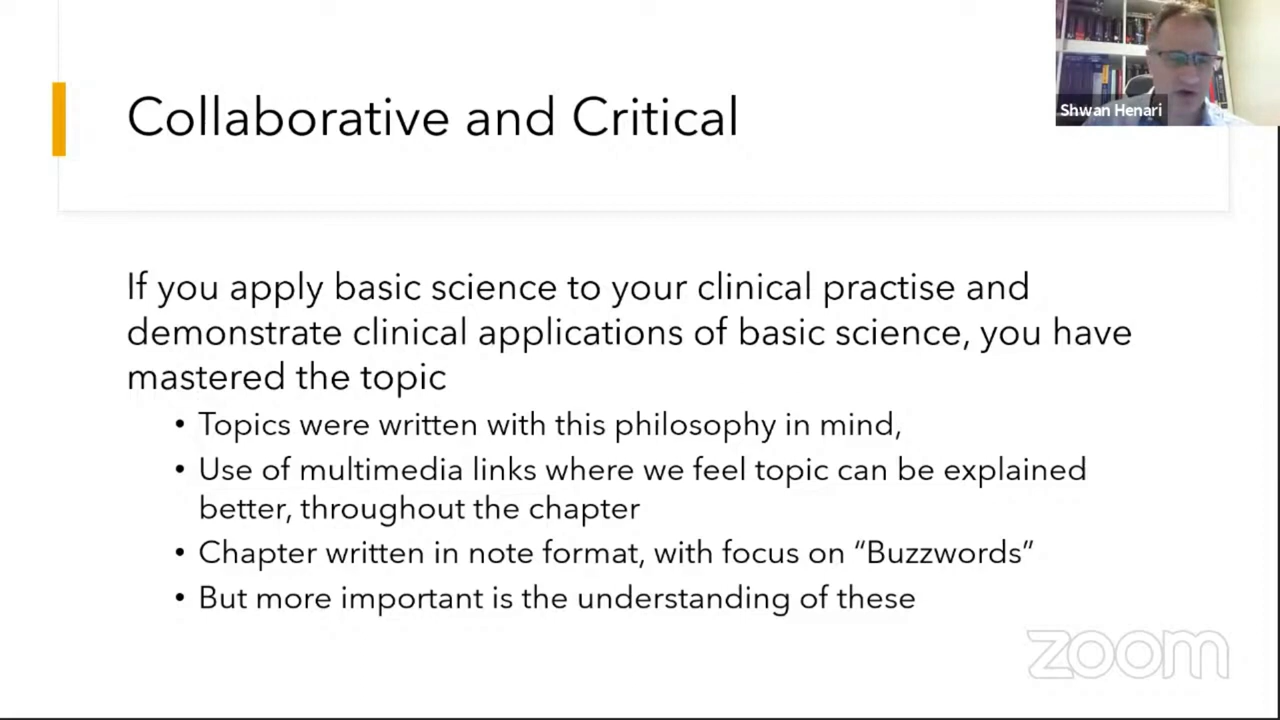 Collaborative and Critical
Shwan Henari
If you apply basic science to your clinical practise and
demonstrate clinical applications of basic science, you have
mastered the topic
• Topics were written with this philosophy in mind,
• Use of multimedia links where we feel topic can be explained
better, throughout the chapter
• Chapter written in note format, with focus on “Buzzwords”
• But more important is the understanding of these
zoom